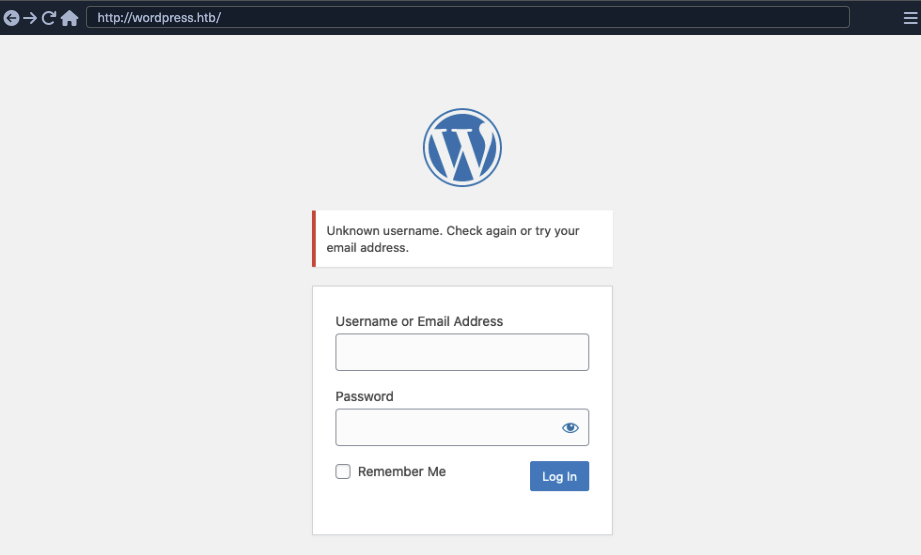 http://wordpress.htb/
Unknown username. Check again or try your
email address.
Username or Email Address
Password
Remember Me
Log In